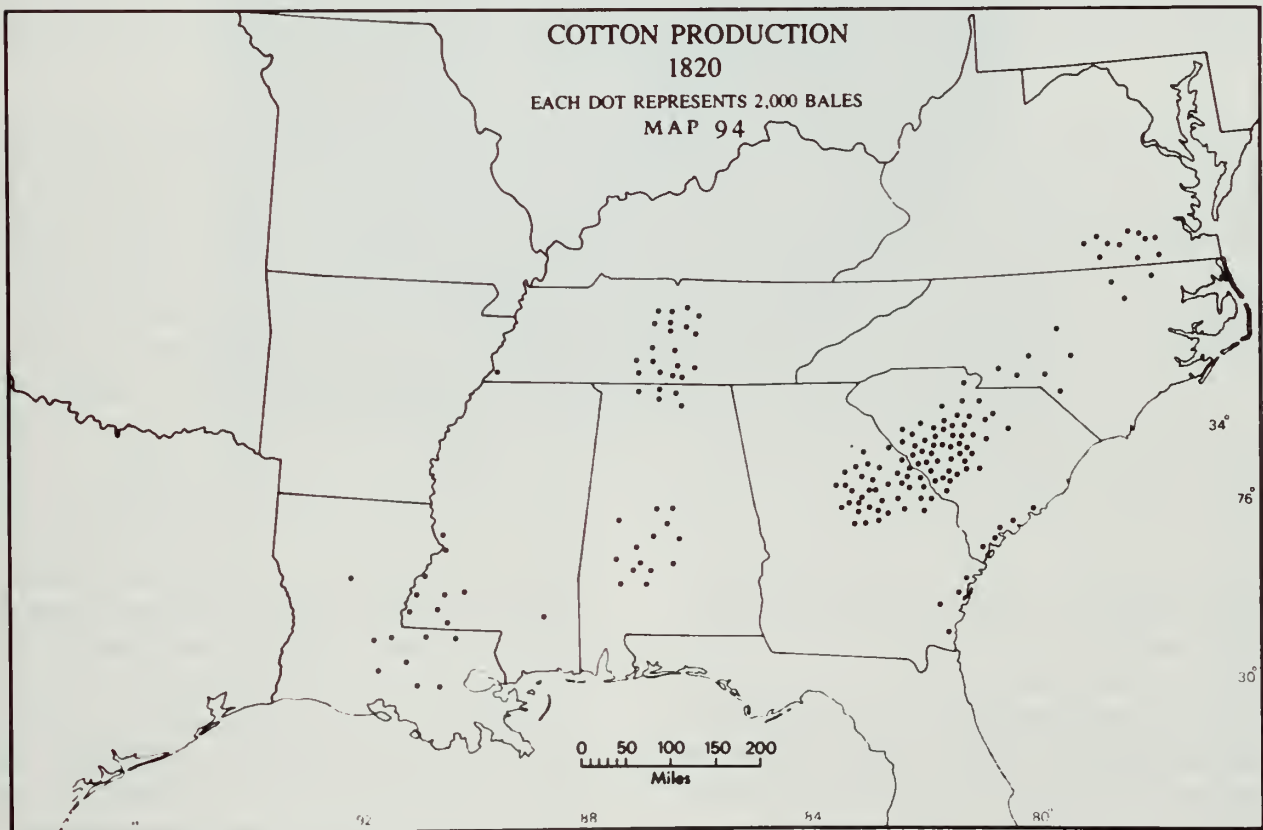 COTTON PRODUCTION
1820
EACH DOT REPRESENTS 2,000 BALES
MAP 94
34°
76°
30°
0 50 100 150 200
Miles
92 88 84 80°